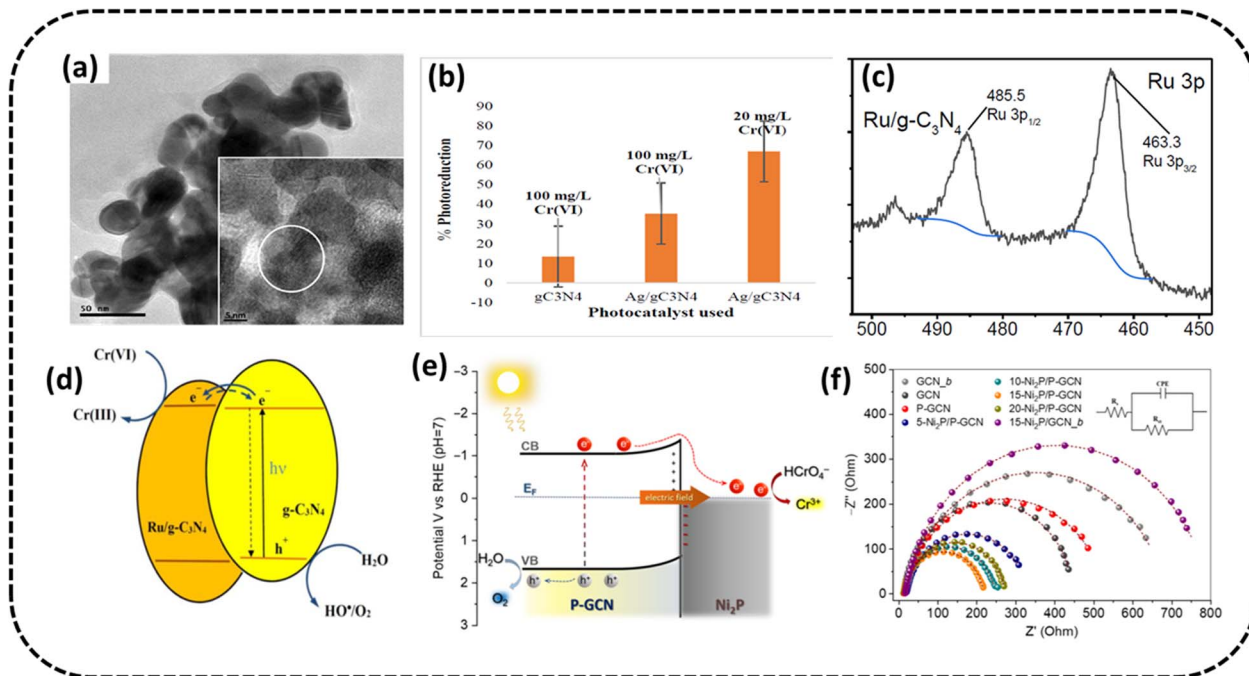 (a)
50 nm
5 nm
(b)
% Photoreduction
90
80
70
60
50
40
30
20
10
0
-10
100 mg/L
Cr(VI)
100 mg/L
Cr(VI)
20 mg/L
Cr(VI)
gC3N4
Ag/gC3N4
Ag/gC3N4
Photocatalyst used
(c)
Ru 3p
Ru/g-C₃N₄
485.5
Ru 3p₁/₂
463.3
Ru 3p₃/₂
500
490
480
470
460
450
(d)
Cr(VI)
Cr(III)
e⁻
e⁻
hν
g-C₃N₄
Ru/g-C₃N₄
h⁺
H₂O
HO•/O₂
(e)
Potential V vs RHE (pH=7)
−3
−2
−1
0
1
2
3
CB
e⁻
e⁻
E_F
electric field
e⁻
e⁻
HCrO₄⁻
Cr³⁺
H₂O
VB
O₂
h⁺
h⁺
h⁺
P-GCN
Ni₂P
(f)
-Z'' (Ohm)
500
400
300
200
100
0
GCN_b
GCN
P-GCN
5-Ni₂P/P-GCN
10-Ni₂P/P-GCN
15-Ni₂P/P-GCN
20-Ni₂P/P-GCN
15-Ni₂P/GCN_b
CPE
0
100
200
300
400
500
600
700
800
Z' (Ohm)